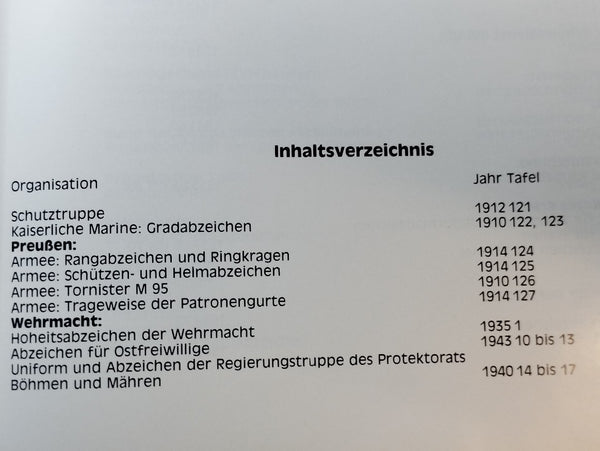 Inhaltsverzeichnis
Organisation Jahr Tafel
Schutztruppe 1912 121
Kaiserliche Marine: Gradabzeichen 1910 122, 123
Preußen:
Armee: Rangabzeichen und Ringkragen 1914 124
Armee: Schützen- und Helmabzeichen 1914 125
Armee: Tornister M 95 1910 126
Armee: Trageweise der Patronengurte 1914 127
Wehrmacht:
Hoheitsabzeichen der Wehrmacht 1935 1
Abzeichen für Ostfreiwillige 1943 10 bis 13
Uniform und Abzeichen der Regierungstruppe des Protektorats
Böhmen und Mähren 1940 14 bis 17